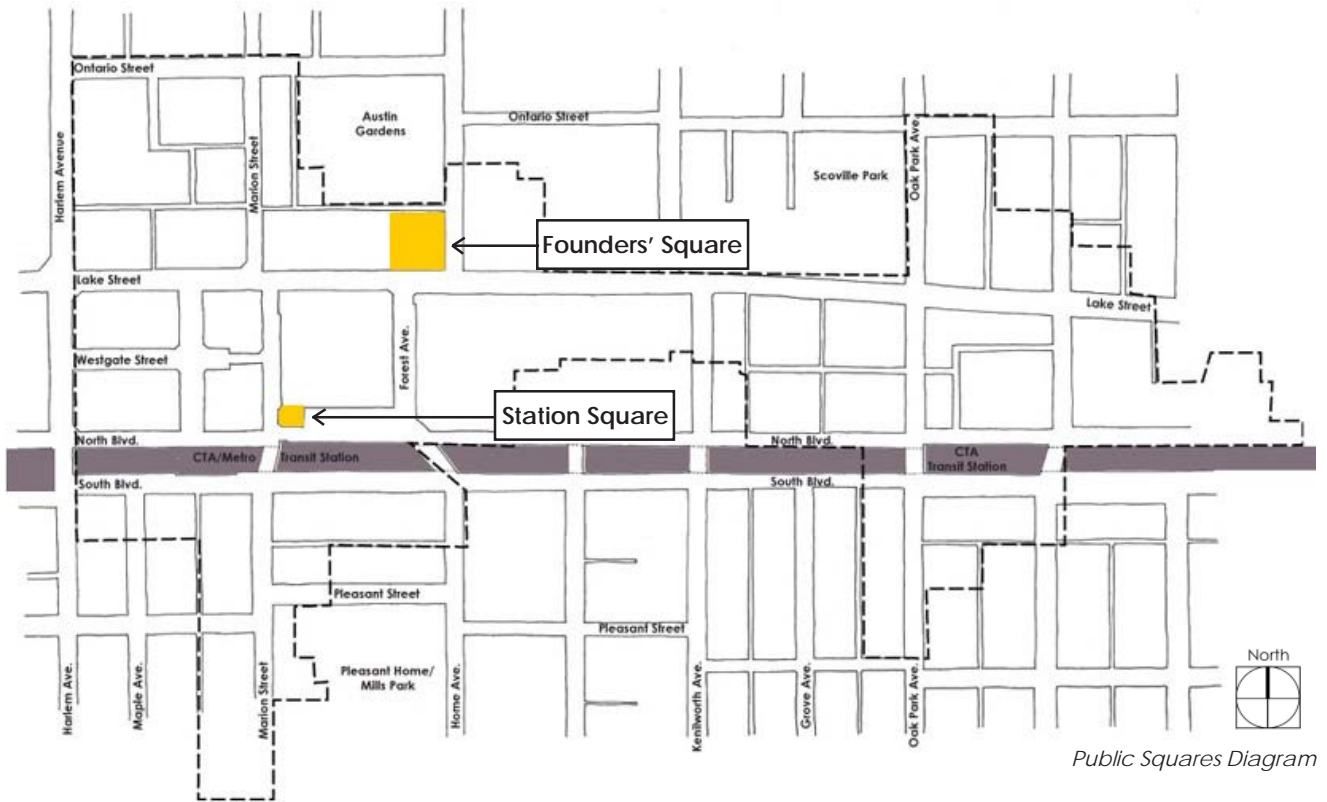 Ontario Street
Harlem Avenue
Marion Street
Austin
Gardens
Ontario Street
Scoville Park
Oak Park Ave.
Founders' Square
Lake Street
Lake Street
Westgate Street
Forest Ave.
Station Square
North Blvd.
North Blvd.
CTA/Metro
Transit Station
CTA
Transit Station
South Blvd.
South Blvd.
Pleasant Street
Pleasant Street
Pleasant Home/
Mills Park
Harlem Ave.
Maple Ave.
Marion Street
Home Ave.
Kenilworth Ave.
Grove Ave.
Oak Park Ave.
North
Public Squares Diagram